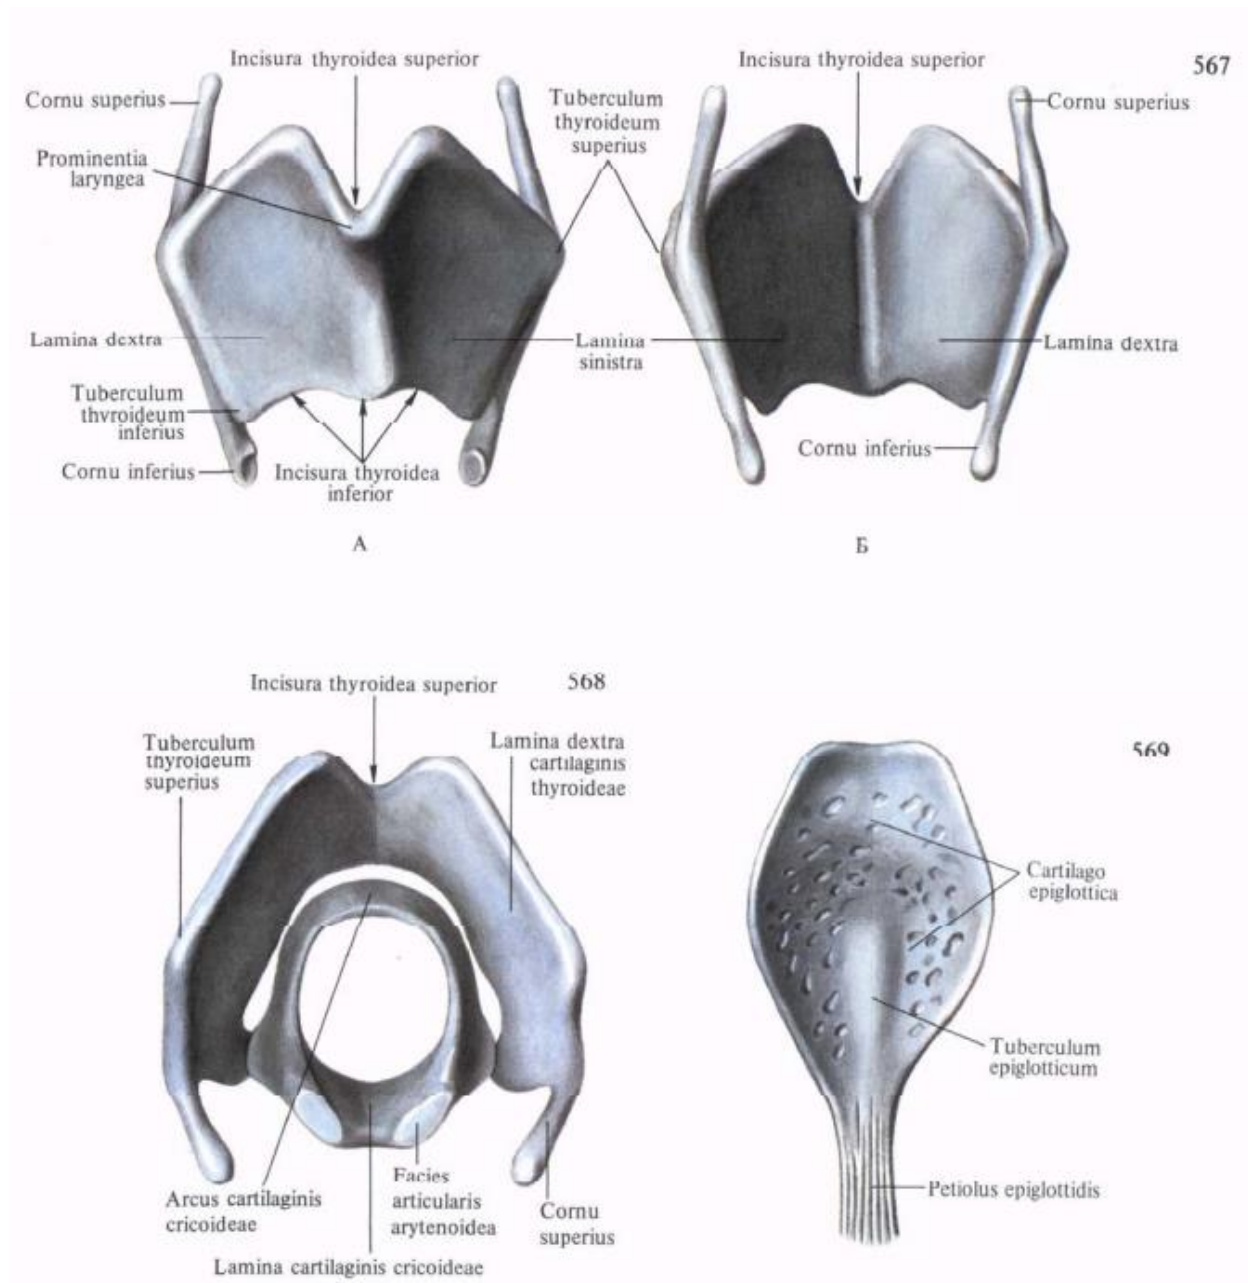 567
Incisura thyroidea superior
Cornu superius
Prominentia
laryngea
Tuberculum
thyroideum
superius
Incisura thyroidea superior
Cornu superius
Lamina dextra
Lamina
sinistra
Lamina dextra
Tuberculum
thyroideum
inferius
Cornu inferius
Incisura thyroidea
inferior
Cornu inferius
А
Б
568
Incisura thyroidea superior
Tuberculum
thyroideum
superius
Lamina dextra
cartilaginis
thyroideae
Arcus cartilaginis
cricoideae
Facies
articularis
arytenoidea
Cornu
superius
Lamina cartilaginis cricoideae
569
Cartilago
epiglottica
Tuberculum
epiglotticum
Petiolus epiglottidis